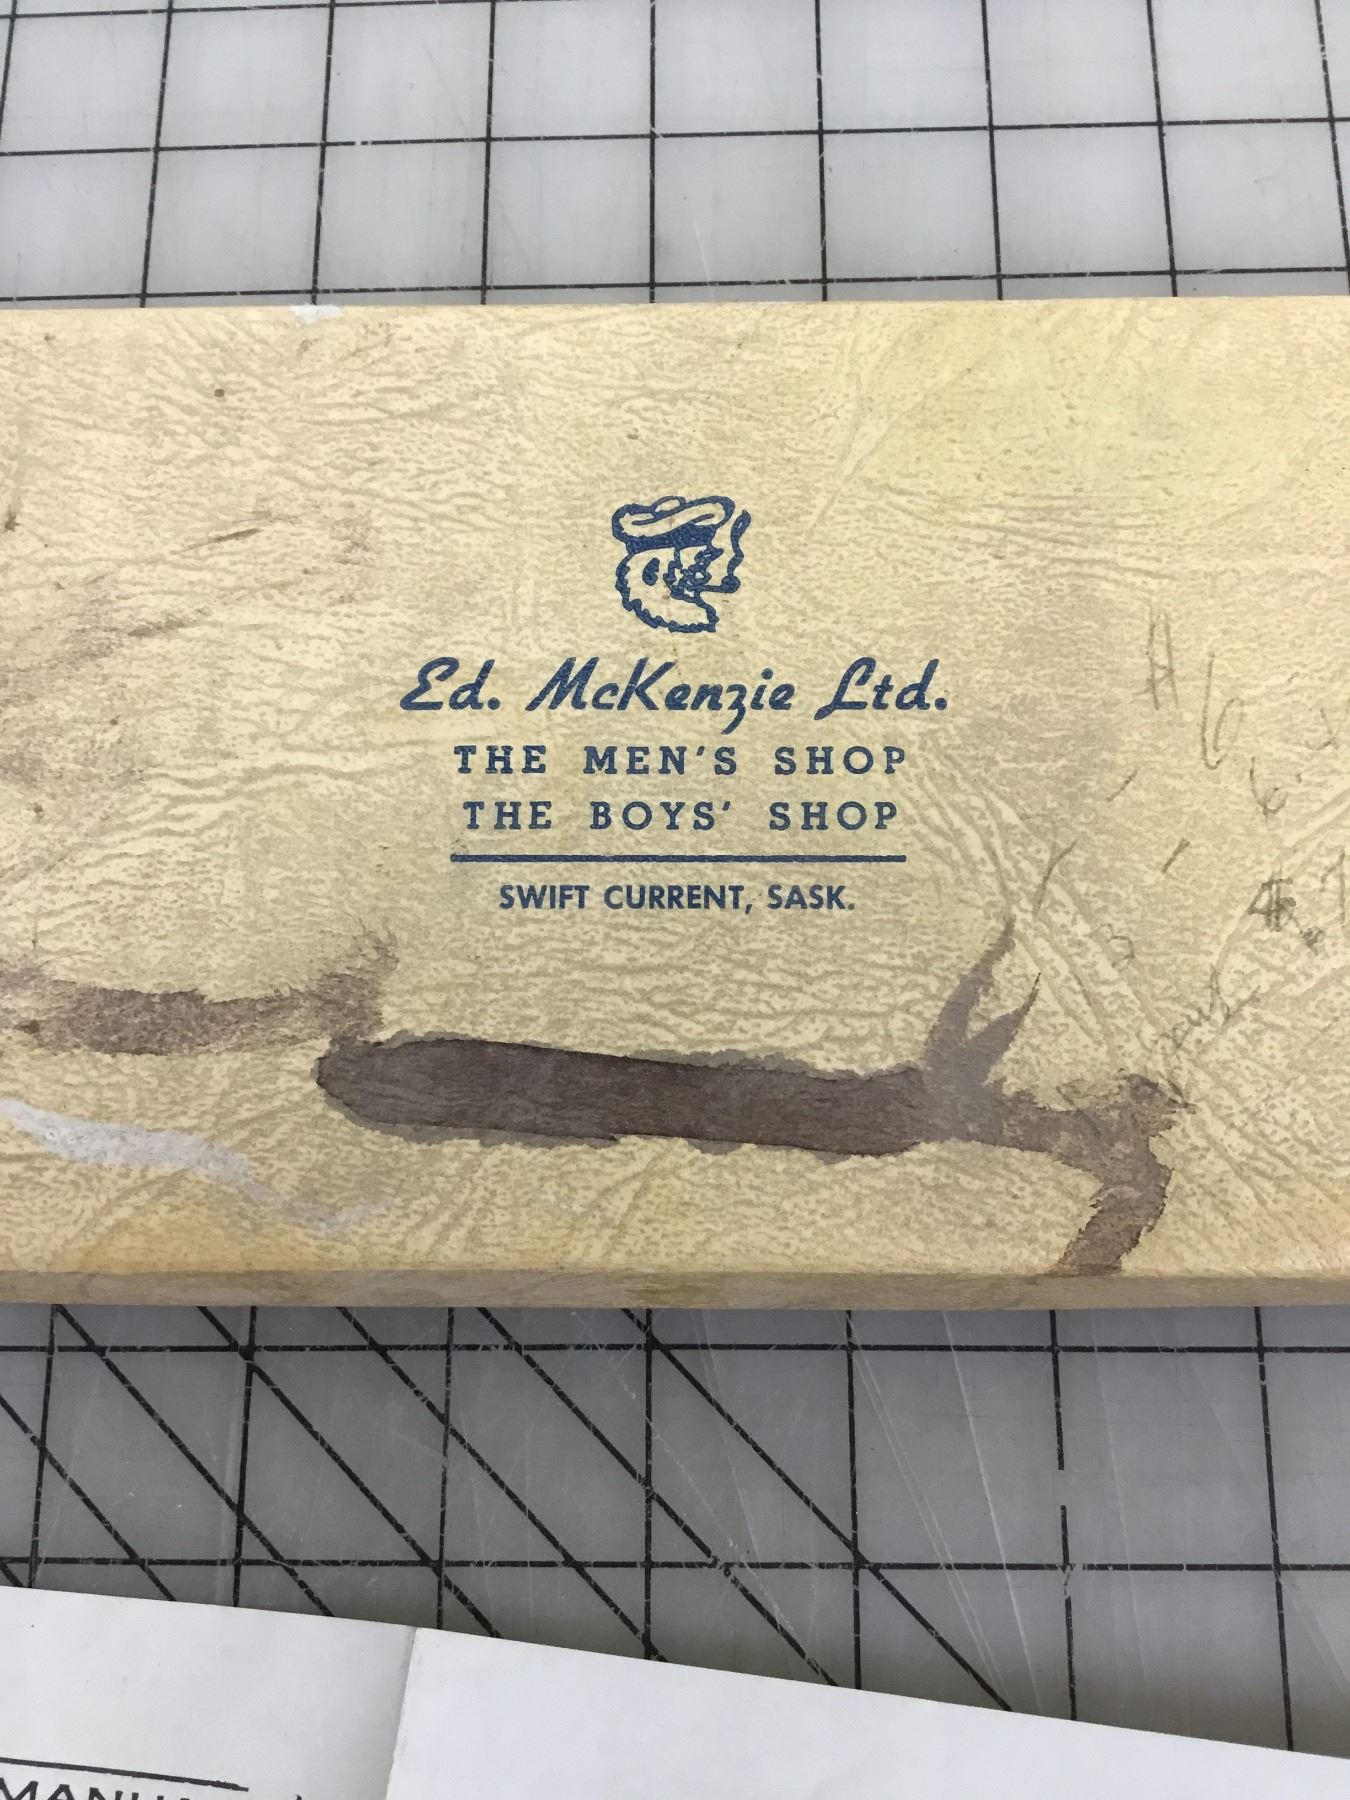 Ed. McKenzie Ltd.
THE MEN'S SHOP
THE BOYS' SHOP
SWIFT CURRENT, SASK.